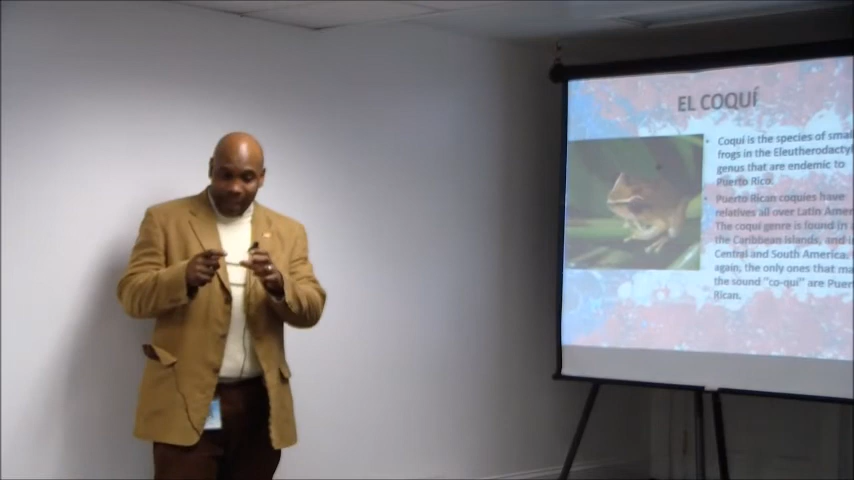 EL COQUÍ
• Coquí is the species of smal
frogs in the Eleutherodactyl
genus that are endemic to
Puerto Rico.
• Puerto Rican coquíes have
relatives all over Latin Amer
The coquí genre is found in
the Caribbean Islands, and in
Central and South America.
again, the only ones that ma
the sound "co-quí" are Puer
Rican.